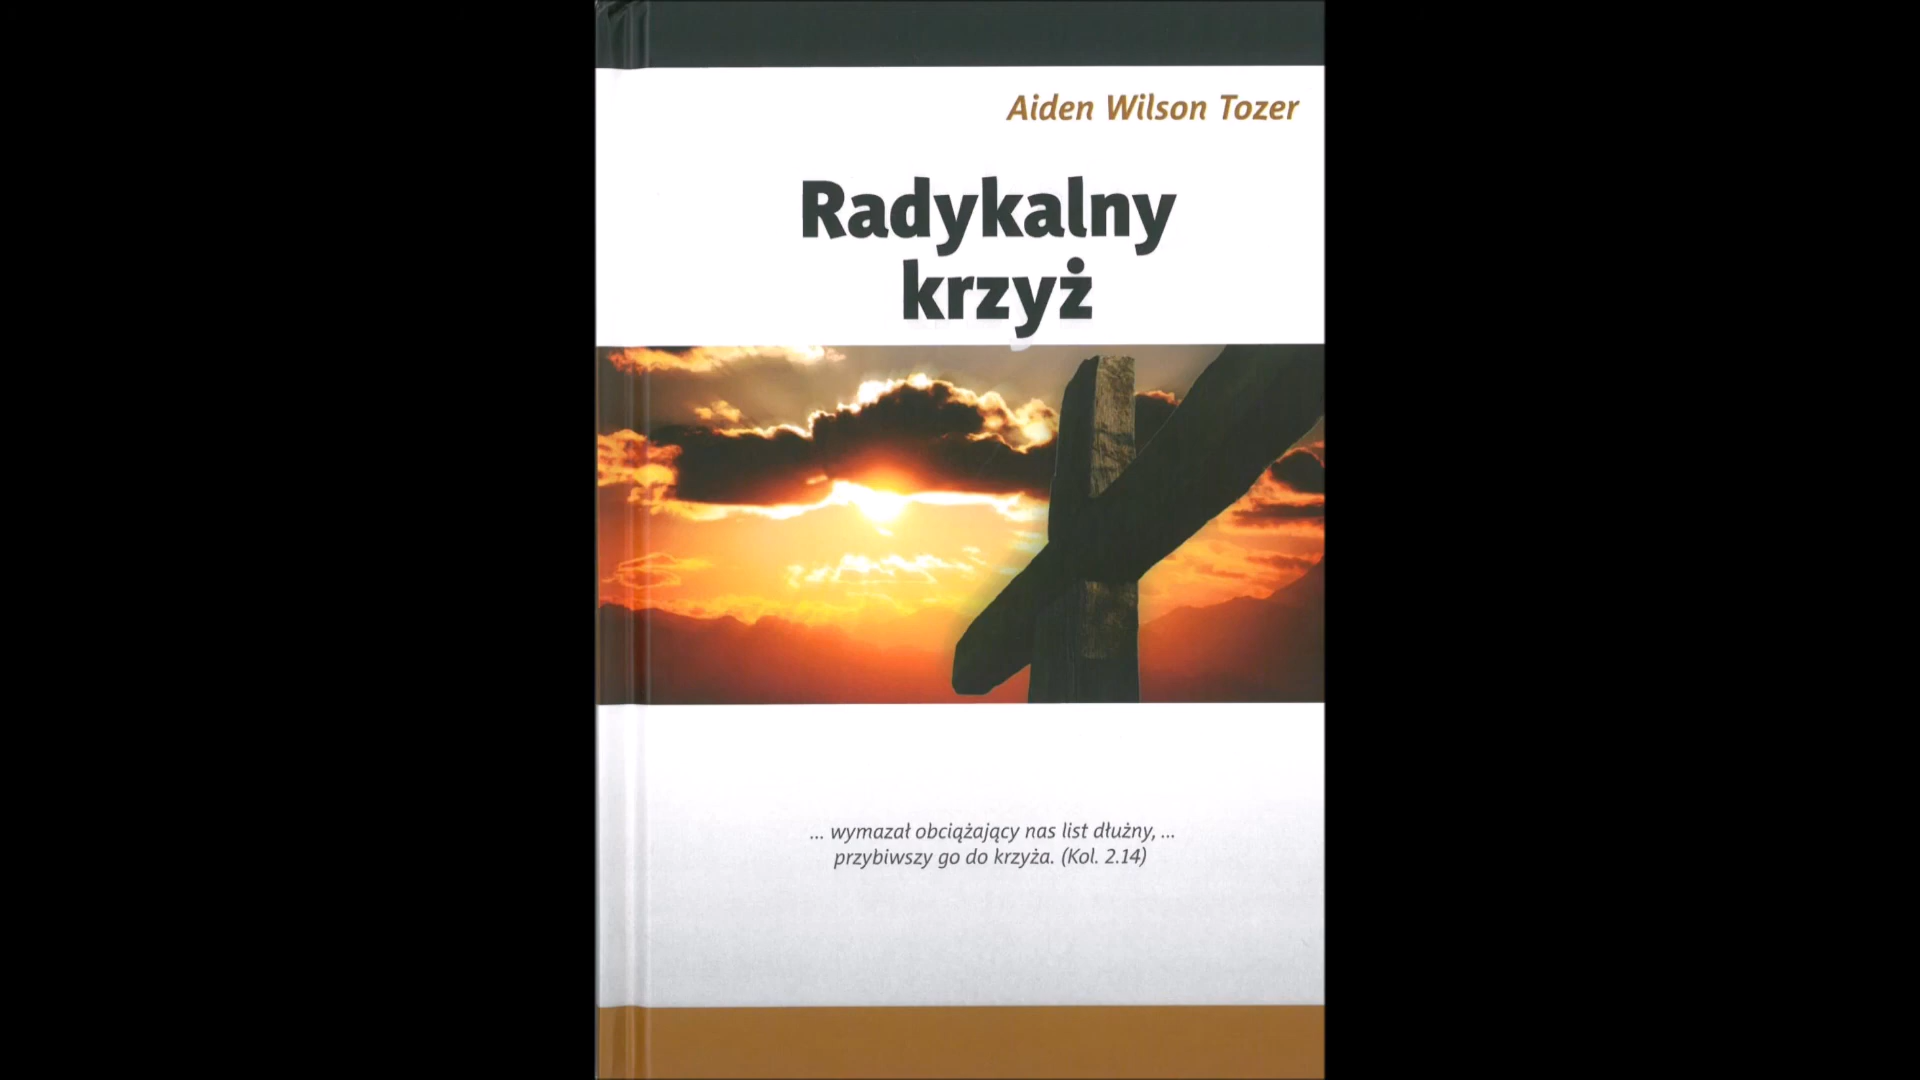 Aiden Wilson Tozer
Radykalny
krzyż
... wymazał obciążający nas list dłużny, ...
przybiwszy go do krzyża. (Kol. 2.14)